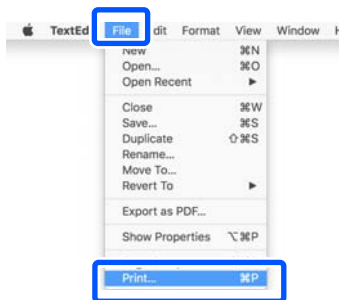 TextEd File dit Format View Window H
New ⌘N
Open... ⌘O
Open Recent ▶
Close ⌘W
Save... ⌘S
Duplicate ⇧⌘S
Rename...
Move To...
Revert To ▶
Export as PDF...
Show Properties ⌥⌘P
Print... ⌘P